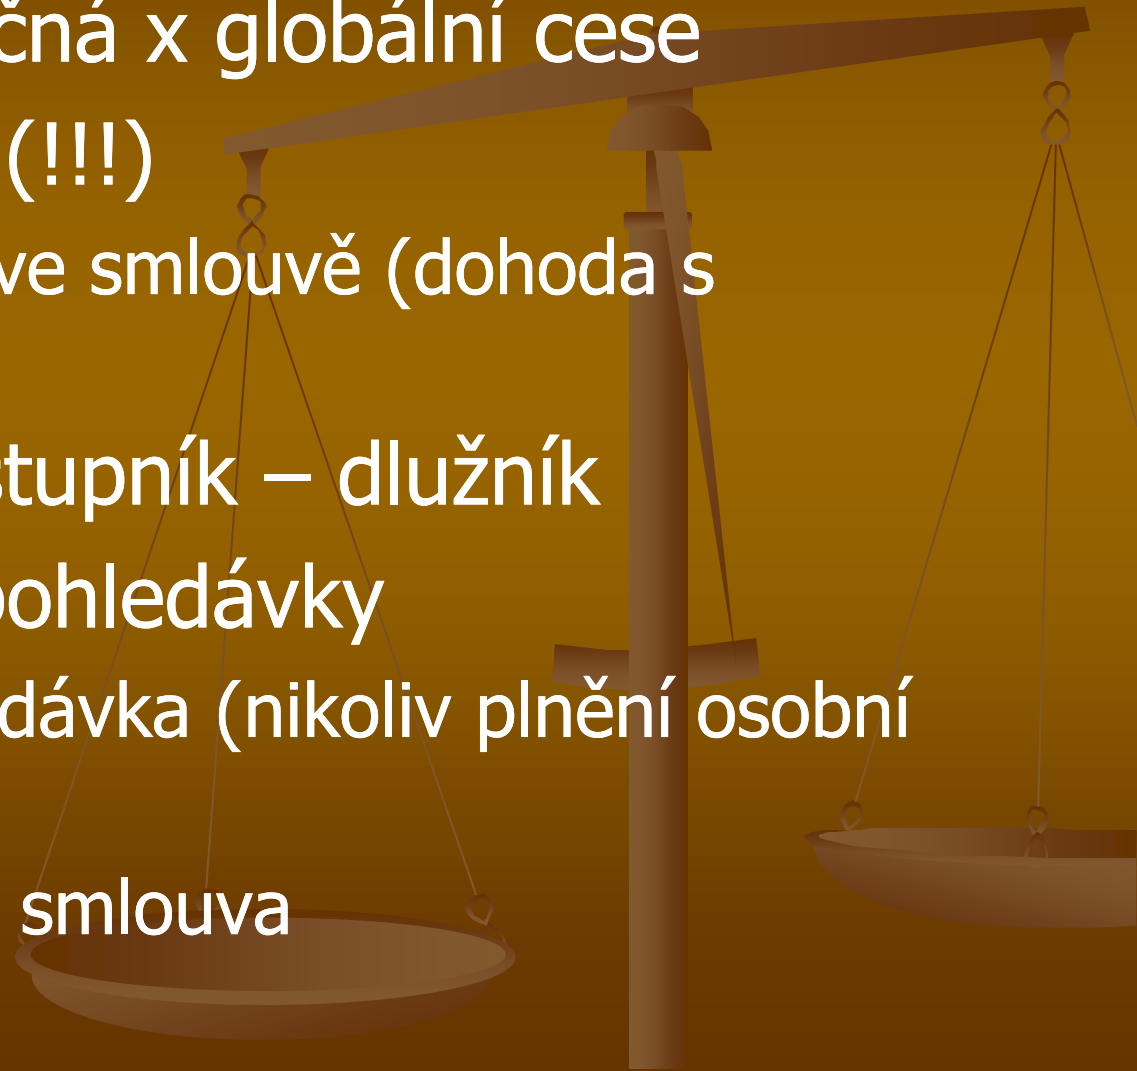 čná x globální cese
(!!!)
ve smlouvě (dohoda s
stupník – dlužník
pohledávky
dávka (nikoliv plnění osobní
smlouva